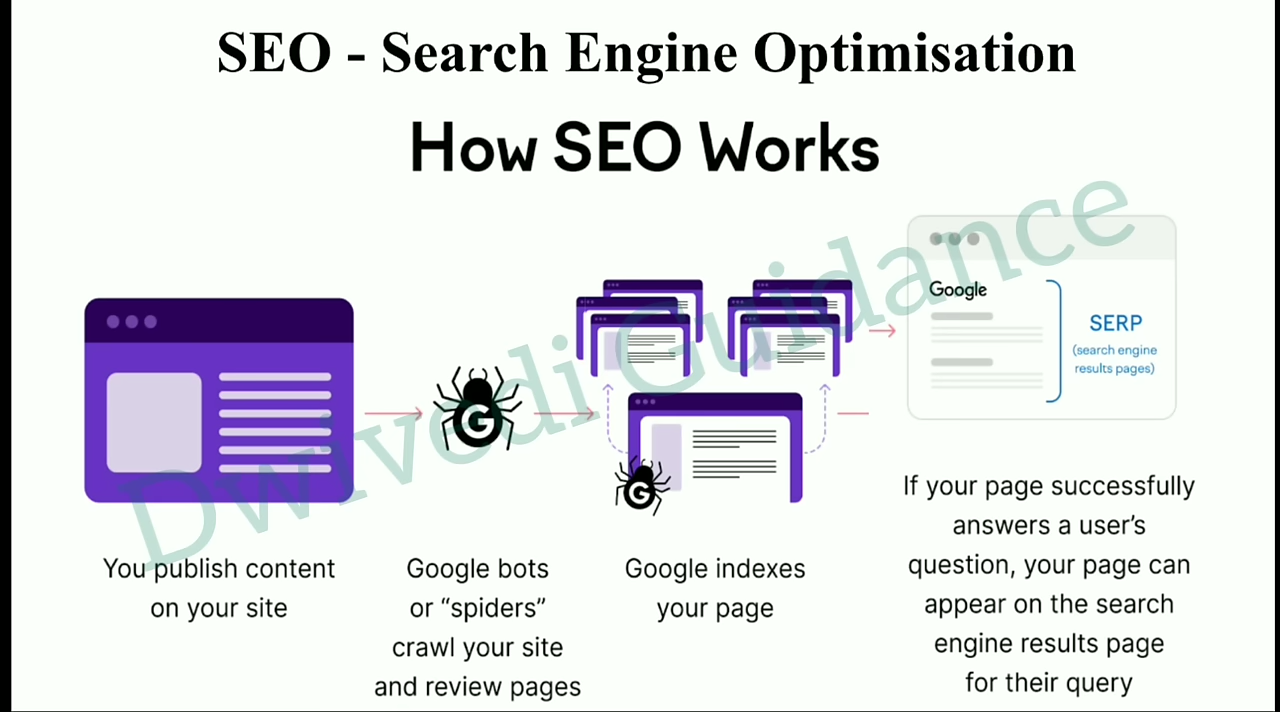 SEO - Search Engine Optimisation
How SEO Works
Dwivedi Guidance
Google
SERP
(search engine
results pages)
G
G
You publish content
on your site
Google bots
or “spiders”
crawl your site
and review pages
Google indexes
your page
If your page successfully
answers a user’s
question, your page can
appear on the search
engine results page
for their query